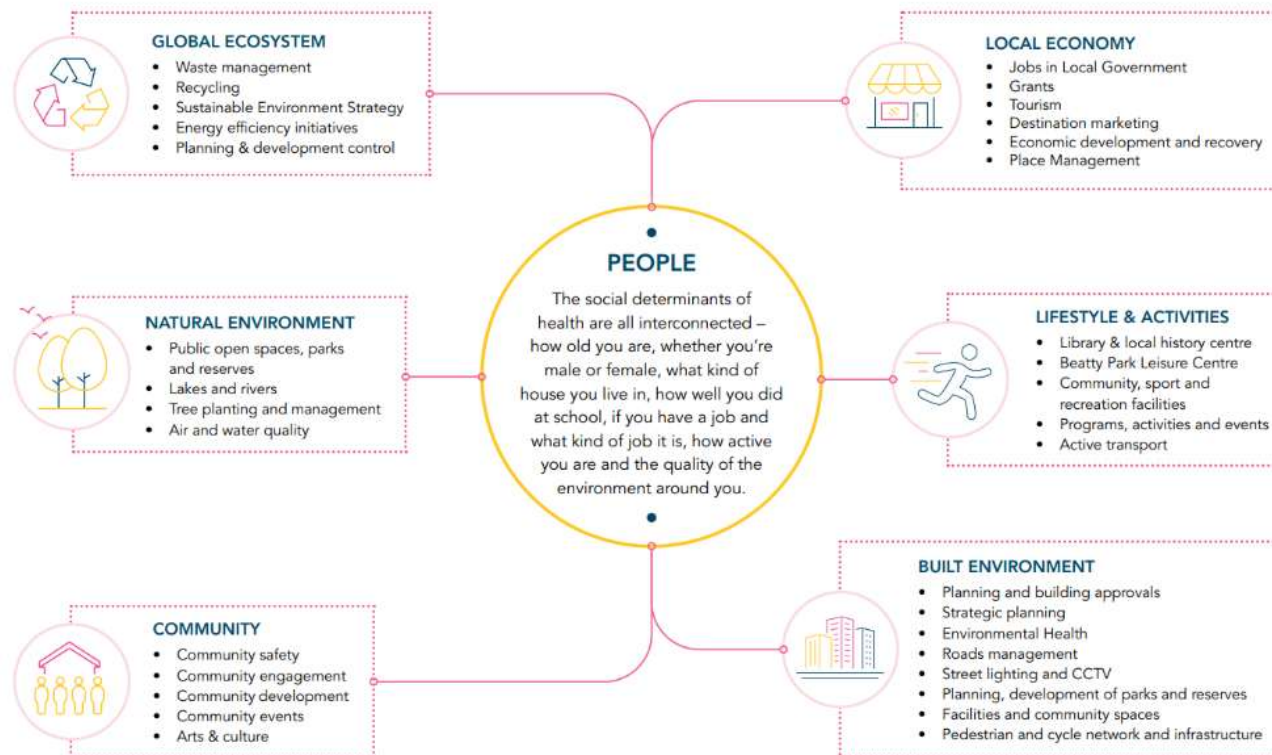 GLOBAL ECOSYSTEM
• Waste management
• Recycling
• Sustainable Environment Strategy
• Energy efficiency initiatives
• Planning & development control
LOCAL ECONOMY
• Jobs in Local Government
• Grants
• Tourism
• Destination marketing
• Economic development and recovery
• Place Management
NATURAL ENVIRONMENT
• Public open spaces, parks
and reserves
• Lakes and rivers
• Tree planting and management
• Air and water quality
PEOPLE
The social determinants of
health are all interconnected –
how old you are, whether you're
male or female, what kind of
house you live in, how well you did
at school, if you have a job and
what kind of job it is, how active
you are and the quality of the
environment around you.
LIFESTYLE & ACTIVITIES
• Library & local history centre
• Beatty Park Leisure Centre
• Community, sport and
recreation facilities
• Programs, activities and events
• Active transport
COMMUNITY
• Community safety
• Community engagement
• Community development
• Community events
• Arts & culture
BUILT ENVIRONMENT
• Planning and building approvals
• Strategic planning
• Environmental Health
• Roads management
• Street lighting and CCTV
• Planning, development of parks and reserves
• Facilities and community spaces
• Pedestrian and cycle network and infrastructure